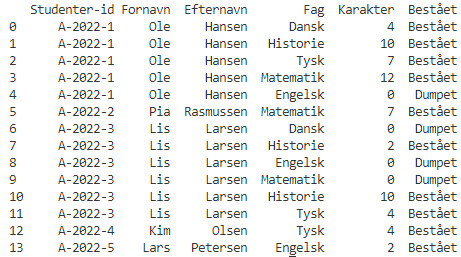 Studenter-id Fornavn Efternavn Fag Karakter Bestået
0 A-2022-1 Ole Hansen Dansk 4 Bestået
1 A-2022-1 Ole Hansen Historie 10 Bestået
2 A-2022-1 Ole Hansen Tysk 7 Bestået
3 A-2022-1 Ole Hansen Matematik 12 Bestået
4 A-2022-1 Ole Hansen Engelsk 0 Dumpet
5 A-2022-2 Pia Rasmussen Matematik 7 Bestået
6 A-2022-3 Lis Larsen Dansk 0 Dumpet
7 A-2022-3 Lis Larsen Historie 2 Bestået
8 A-2022-3 Lis Larsen Engelsk 0 Dumpet
9 A-2022-3 Lis Larsen Matematik 0 Dumpet
10 A-2022-3 Lis Larsen Historie 10 Bestået
11 A-2022-3 Lis Larsen Tysk 4 Bestået
12 A-2022-4 Kim Olsen Tysk 4 Bestået
13 A-2022-5 Lars Petersen Engelsk 2 Bestået